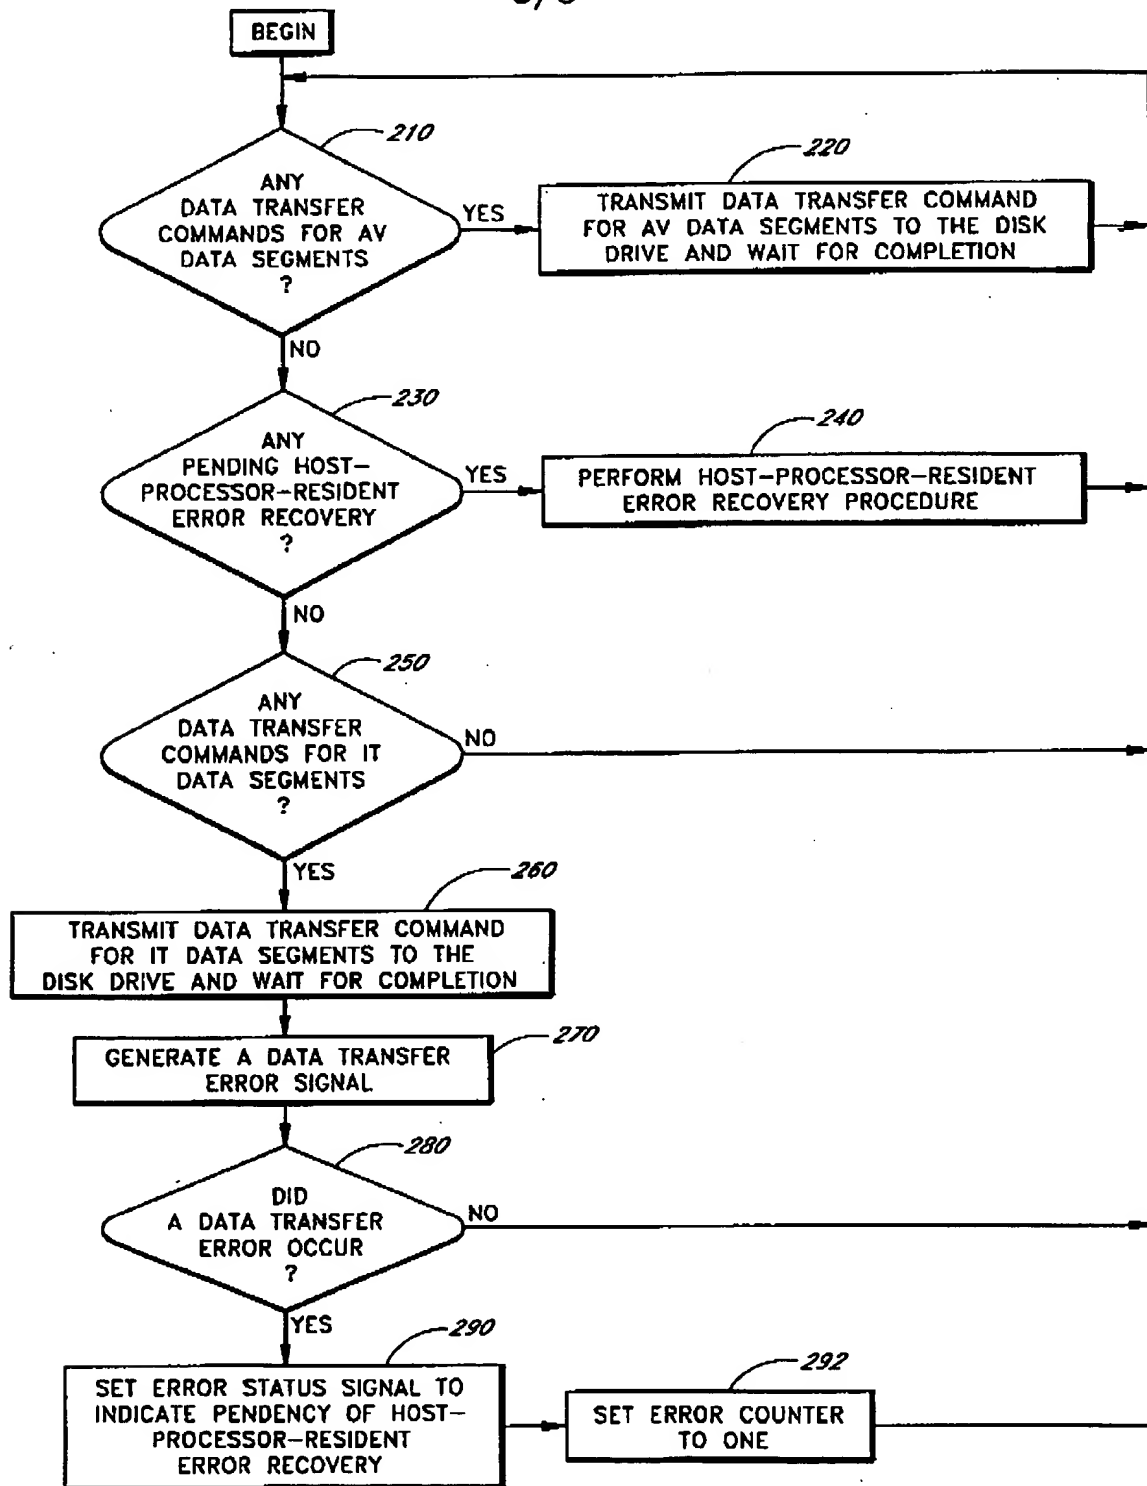 BEGIN
210
ANY
DATA TRANSFER
COMMANDS FOR AV
DATA SEGMENTS
?
YES
220
TRANSMIT DATA TRANSFER COMMAND
FOR AV DATA SEGMENTS TO THE DISK
DRIVE AND WAIT FOR COMPLETION
NO
230
ANY
PENDING HOST-
PROCESSOR-RESIDENT
ERROR RECOVERY
?
YES
240
PERFORM HOST-PROCESSOR-RESIDENT
ERROR RECOVERY PROCEDURE
NO
250
ANY
DATA TRANSFER
COMMANDS FOR IT
DATA SEGMENTS
?
NO
YES
260
TRANSMIT DATA TRANSFER COMMAND
FOR IT DATA SEGMENTS TO THE
DISK DRIVE AND WAIT FOR COMPLETION
270
GENERATE A DATA TRANSFER
ERROR SIGNAL
280
DID
A DATA TRANSFER
ERROR OCCUR
?
NO
YES
290
SET ERROR STATUS SIGNAL TO
INDICATE PENDENCY OF HOST-
PROCESSOR-RESIDENT
ERROR RECOVERY
292
SET ERROR COUNTER
TO ONE